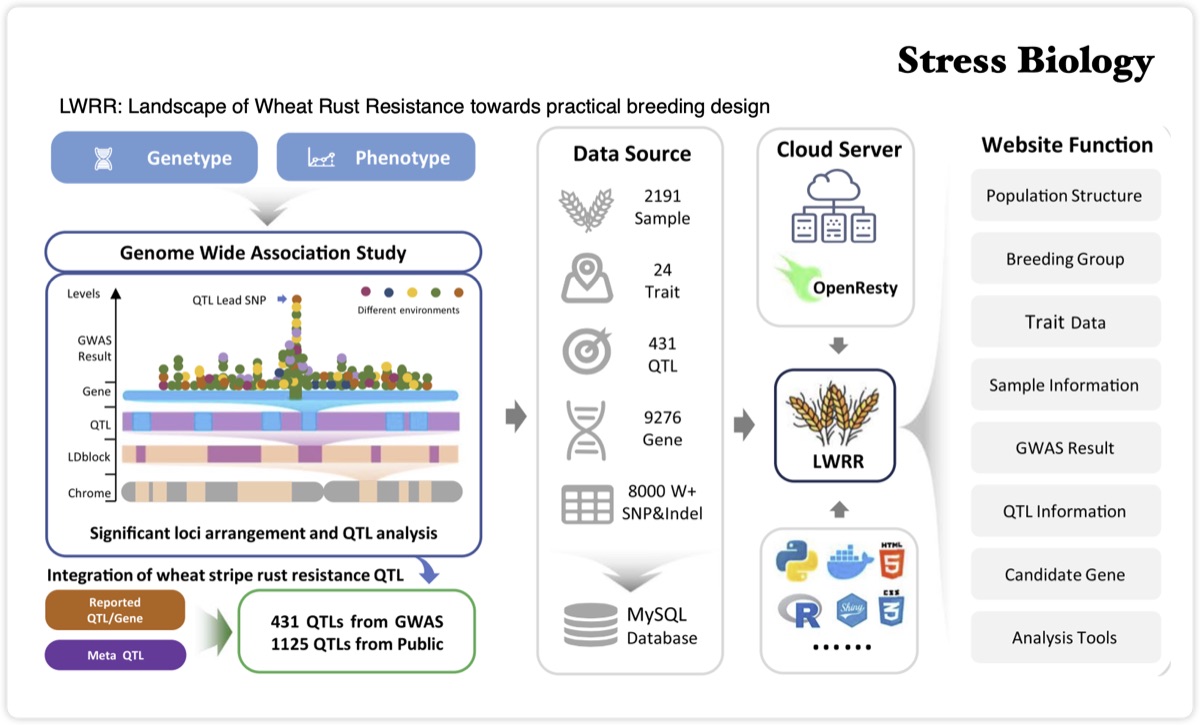 Stress Biology
LWRR: Landscape of Wheat Rust Resistance towards practical breeding design
Genetype
Phenotype
Genome Wide Association Study
Levels
QTL Lead SNP
Different environments
GWAS
Result
Gene
QTL
LDblock
Chrome
Significant loci arrangement and QTL analysis
Integration of wheat stripe rust resistance QTL
Reported
QTL/Gene
Meta QTL
431 QTLs from GWAS
1125 QTLs from Public
Data Source
2191
Sample
24
Trait
431
QTL
9276
Gene
8000 W+
SNP&Indel
MySQL
Database
Cloud Server
OpenResty
LWRR
HTML
5
CSS
3
R
Shiny
......
Website Function
Population Structure
Breeding Group
Trait Data
Sample Information
GWAS Result
QTL Information
Candidate Gene
Analysis Tools